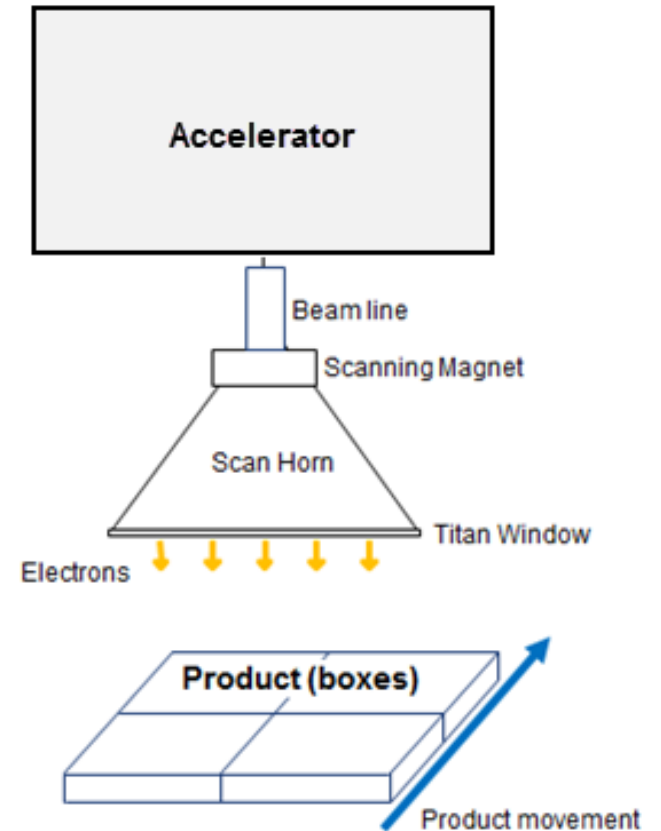 Accelerator
Beam line
Scanning Magnet
Scan Horn
Titan Window
Electrons
Product (boxes)
Product movement